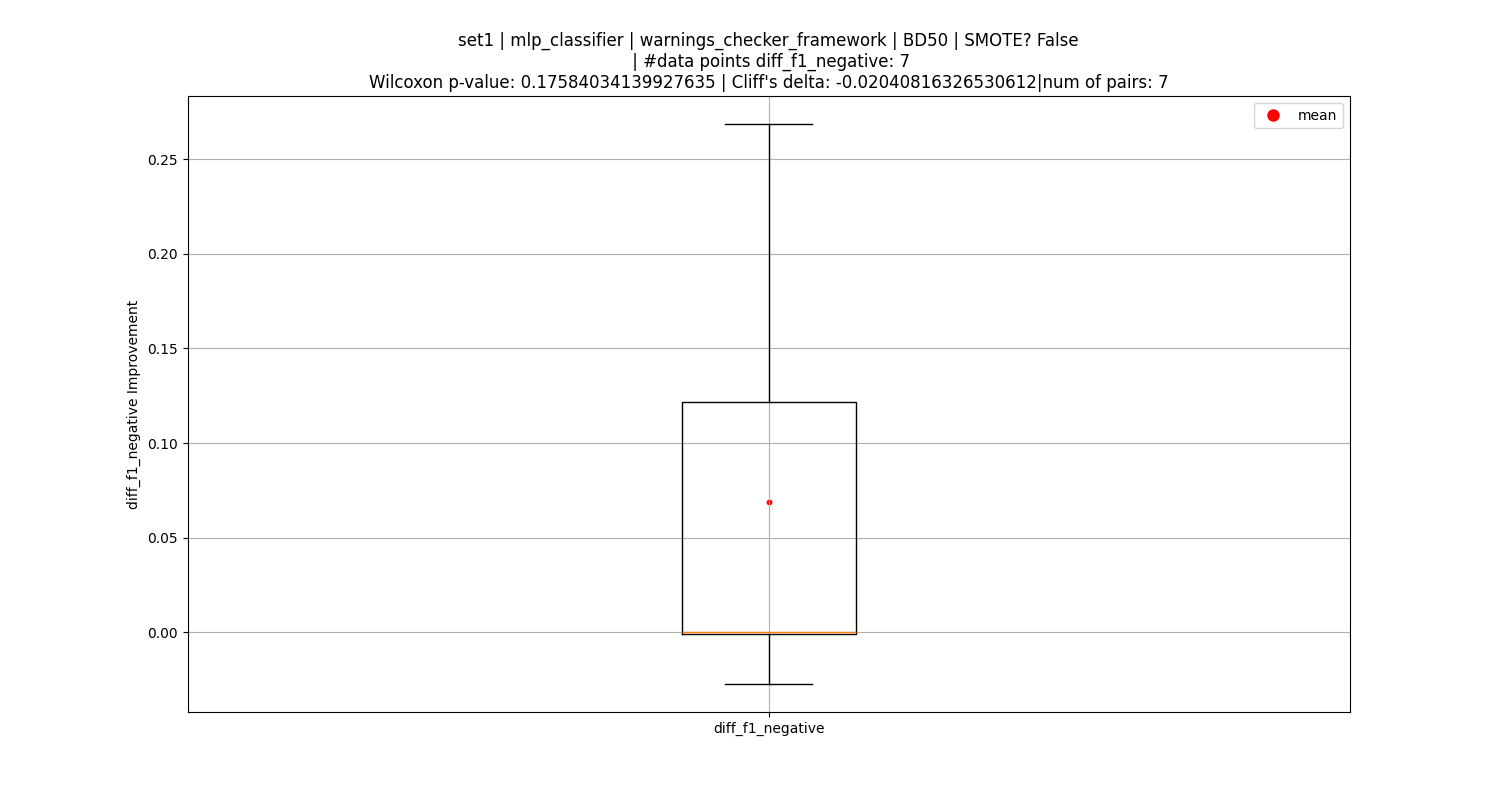 set1 | mlp_classifier | warnings_checker_framework | BD50 | SMOTE? False
| #data points diff_f1_negative: 7
Wilcoxon p-value: 0.17584034139927635 | Cliff's delta: -0.02040816326530612|num of pairs: 7
mean
0.25
0.20
0.15
0.10
0.05
0.00
diff_f1_negative Improvement
diff_f1_negative